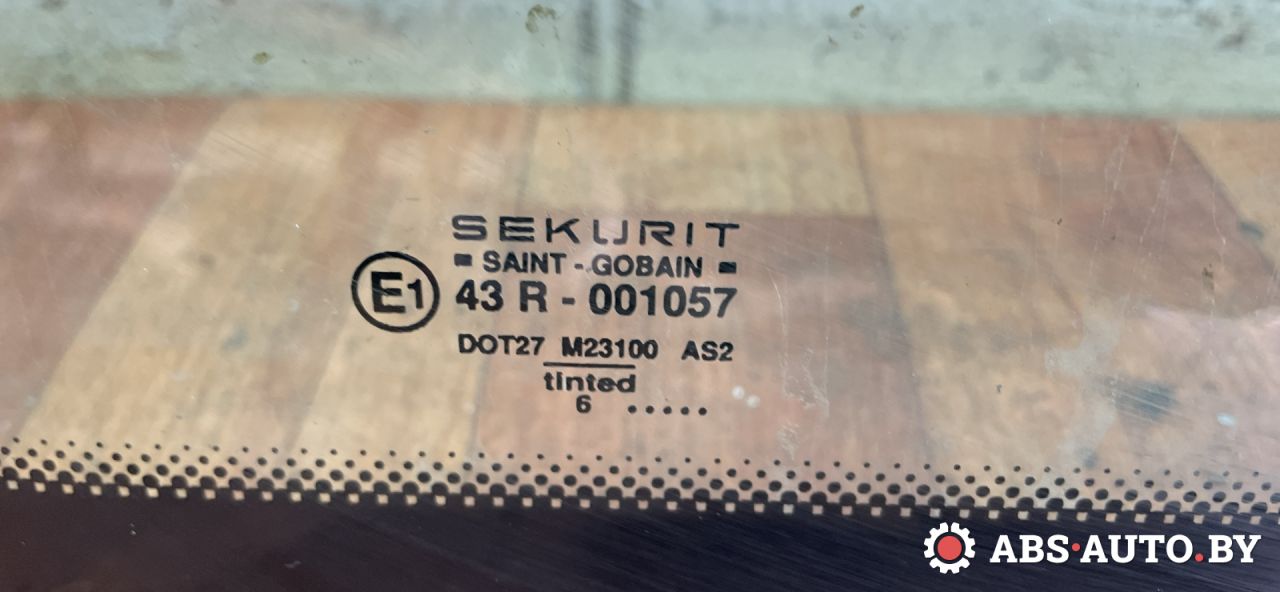 SEKURIT
SAINT - GOBAIN
E1
43 R - 001057
DOT27 M23100 AS2
tinted
6 .....
ABS·AUTO.BY